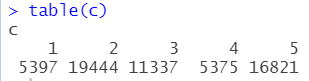 > table(c)
c
1 2 3 4 5
5397 19444 11337 5375 16821